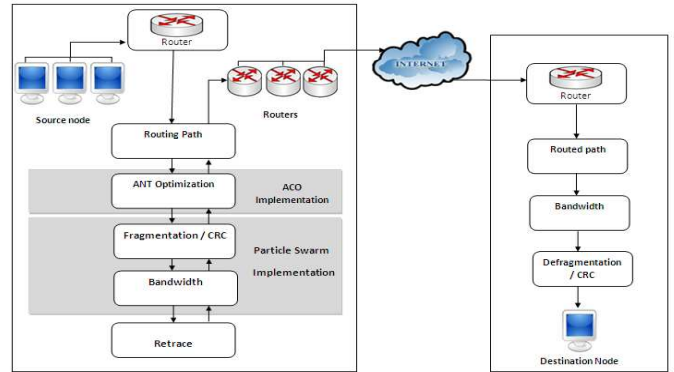 Router
Source node
Routers
Routing Path
ANT Optimization
ACO
Implementation
Fragmentation / CRC
Particle Swarm
Implementation
Bandwidth
Retrace
INTERNET
Router
Routed path
Bandwidth
Defragmentation
/ CRC
Destination Node